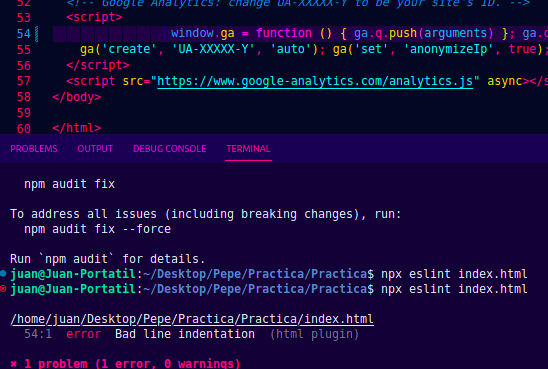 52 <!-- Google Analytics: change UA-XXXXX-Y to be your site's ID. -->
53 <script>
54 window.ga = function () { ga.q.push(arguments) }; ga.q
55 ga('create', 'UA-XXXXX-Y', 'auto'); ga('set', 'anonymizeIp', true);
56 </script>
57 <script src="https://www.google-analytics.com/analytics.js" async></s
58 </body>
59
60 </html>
PROBLEMS OUTPUT DEBUG CONSOLE TERMINAL
npm audit fix
To address all issues (including breaking changes), run:
npm audit fix --force
Run `npm audit` for details.
juan@Juan-Portatil:~/Desktop/Pepe/Practica/Practica$ npx eslint index.html
juan@Juan-Portatil:~/Desktop/Pepe/Practica/Practica$ npx eslint index.html
/home/juan/Desktop/Pepe/Practica/Practica/index.html
54:1 error Bad line indentation (html plugin)
✖ 1 problem (1 error, 0 warnings)